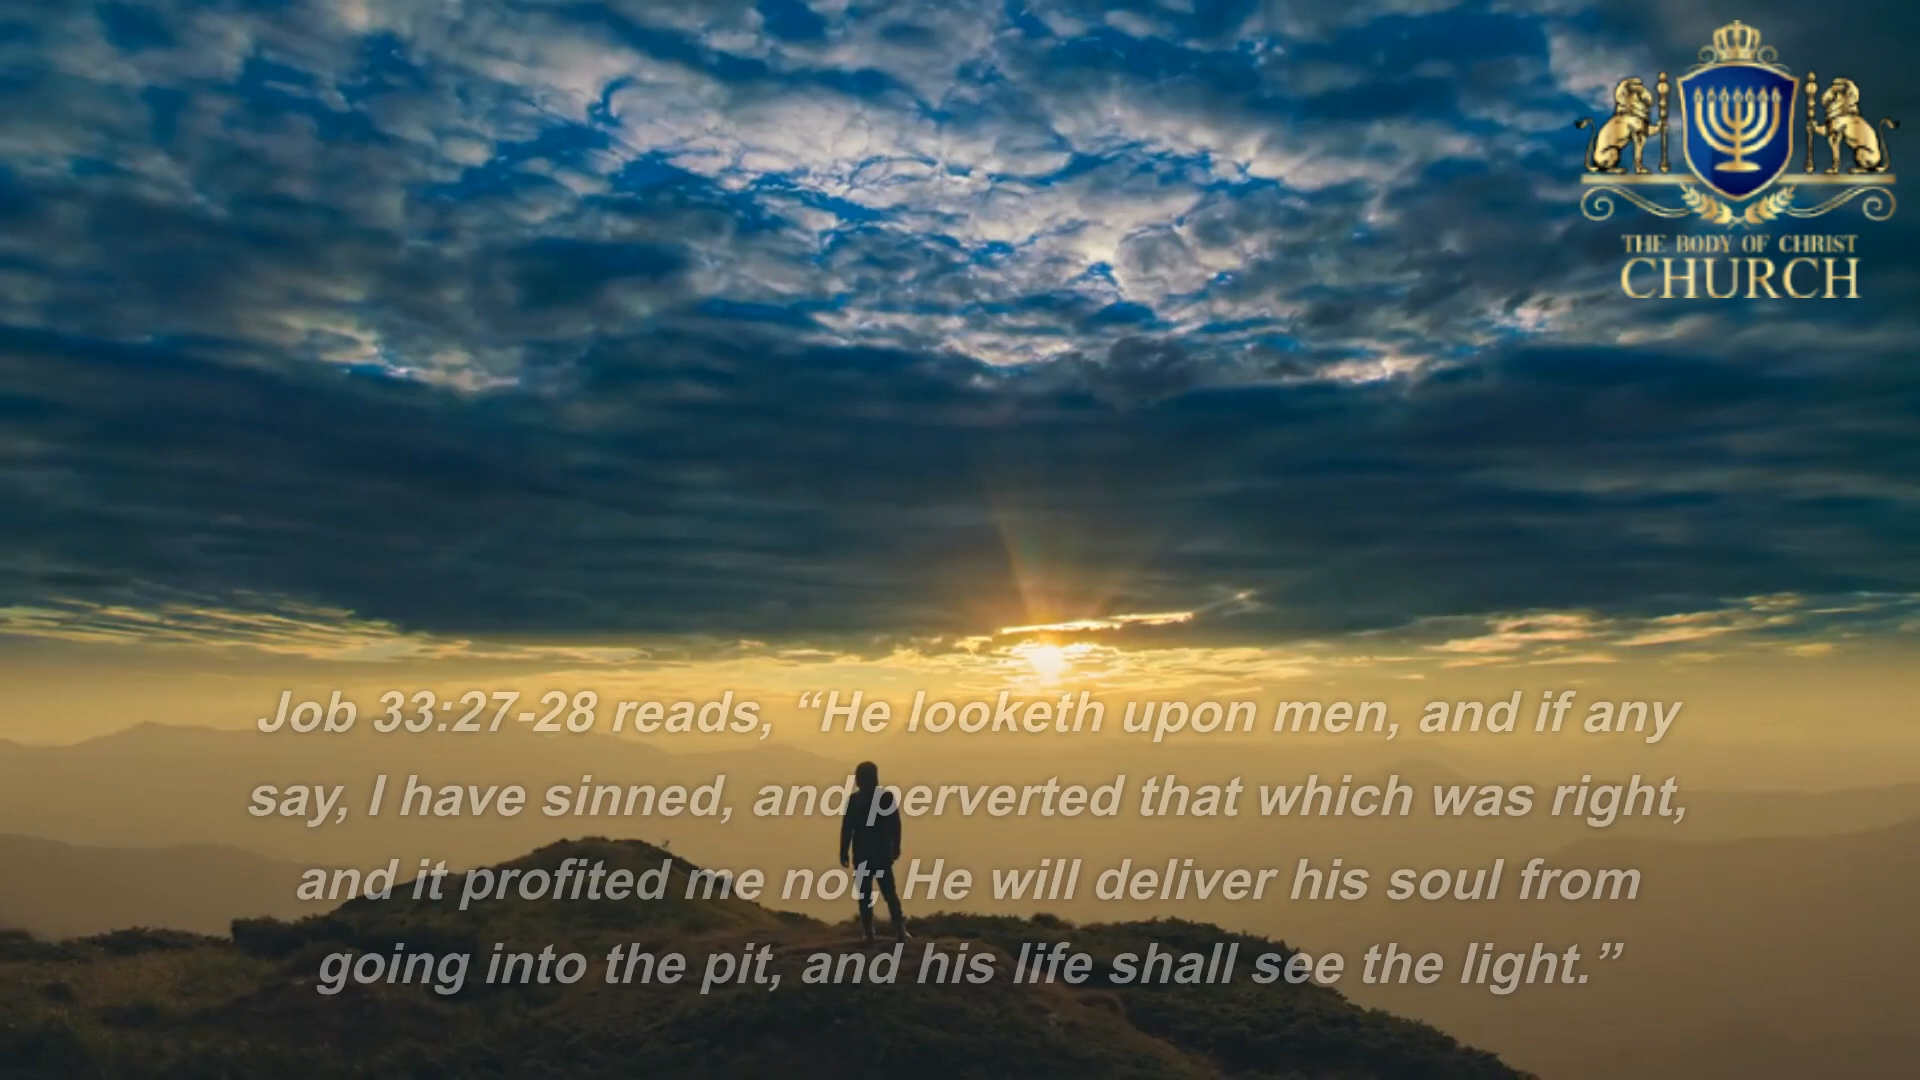 THE BODY OF CHRIST
CHURCH
Job 33:27-28 reads, “He looketh upon men, and if any
say, I have sinned, and perverted that which was right,
and it profited me not; He will deliver his soul from
going into the pit, and his life shall see the light.”